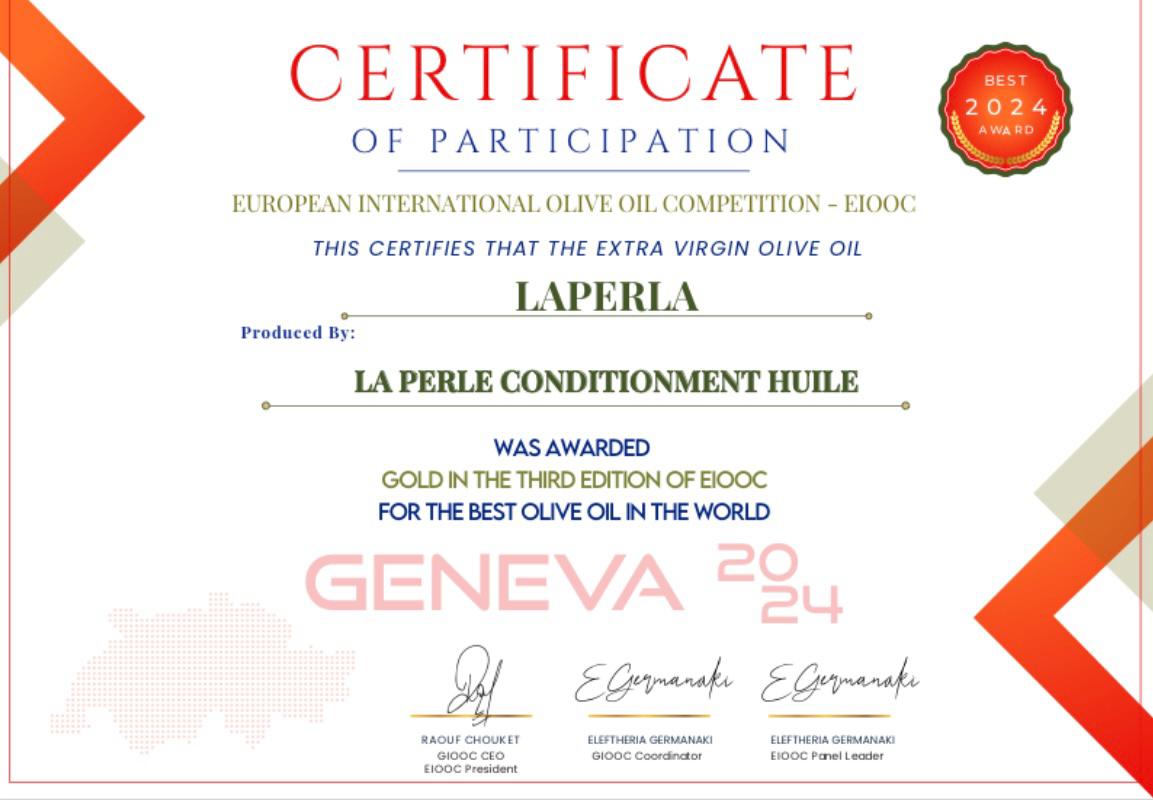 CERTIFICATE
OF PARTICIPATION
BEST
2024
AWARD
EUROPEAN INTERNATIONAL OLIVE OIL COMPETITION - EIOOC
THIS CERTIFIES THAT THE EXTRA VIRGIN OLIVE OIL
LAPERLA
Produced By:
LA PERLE CONDITIONMENT HUILE
WAS AWARDED
GOLD IN THE THIRD EDITION OF EIOOC
FOR THE BEST OLIVE OIL IN THE WORLD
GENEVA 2024
E Germanaki
E Germanaki
RAOUF CHOUKET
GIOOC CEO
EIOOC President
ELEFTHERIA GERMANAKI
GIOOC Coordinator
ELEFTHERIA GERMANAKI
EIOOC Panel Leader